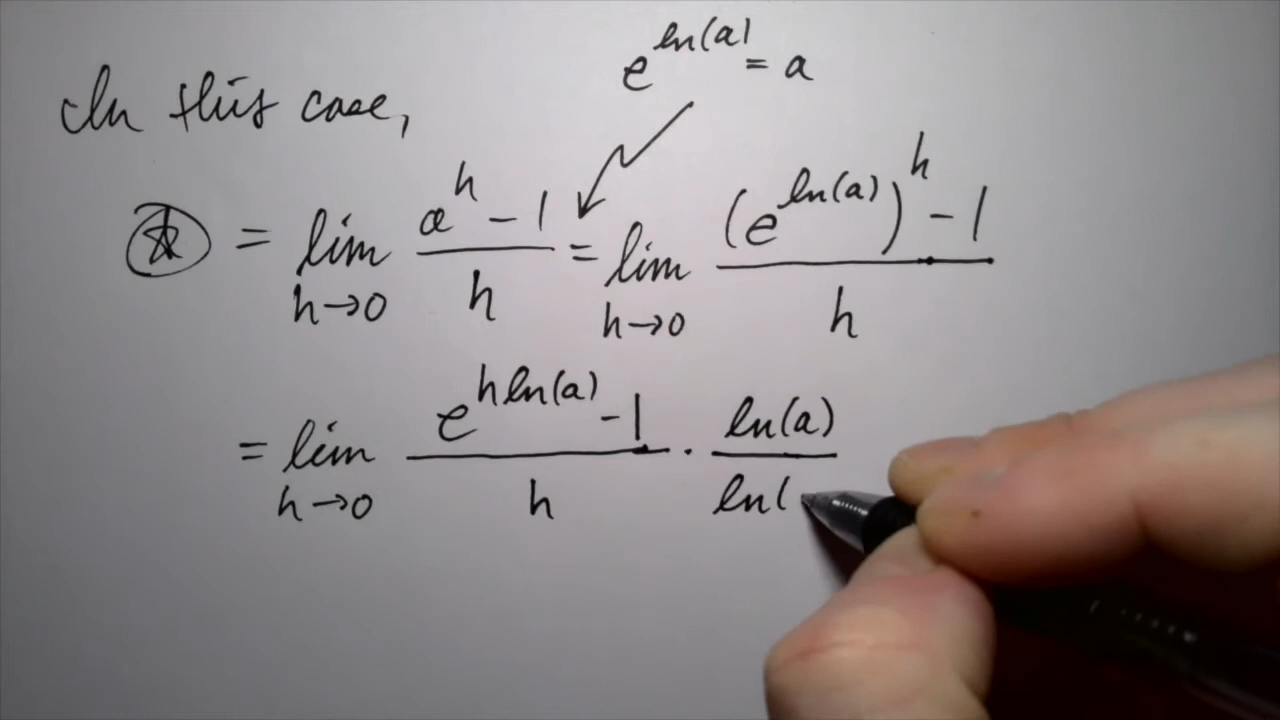 e^{ln(a)} = a
In this case,
⍟ = lim_{h→0} (a^h - 1)/h = lim_{h→0} ((e^{ln(a)})^h - 1)/h
= lim_{h→0} (e^{h ln(a)} - 1)/h · ln(a)/ln(